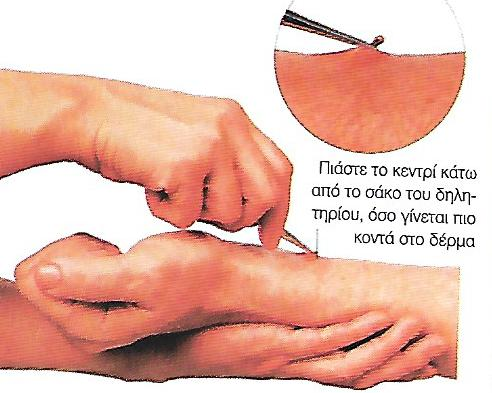 Πιάστε το κεντρί κάτω
από το σάκο του δηλη-
τηρίου, όσο γίνεται πιο
κοντά στο δέρμα